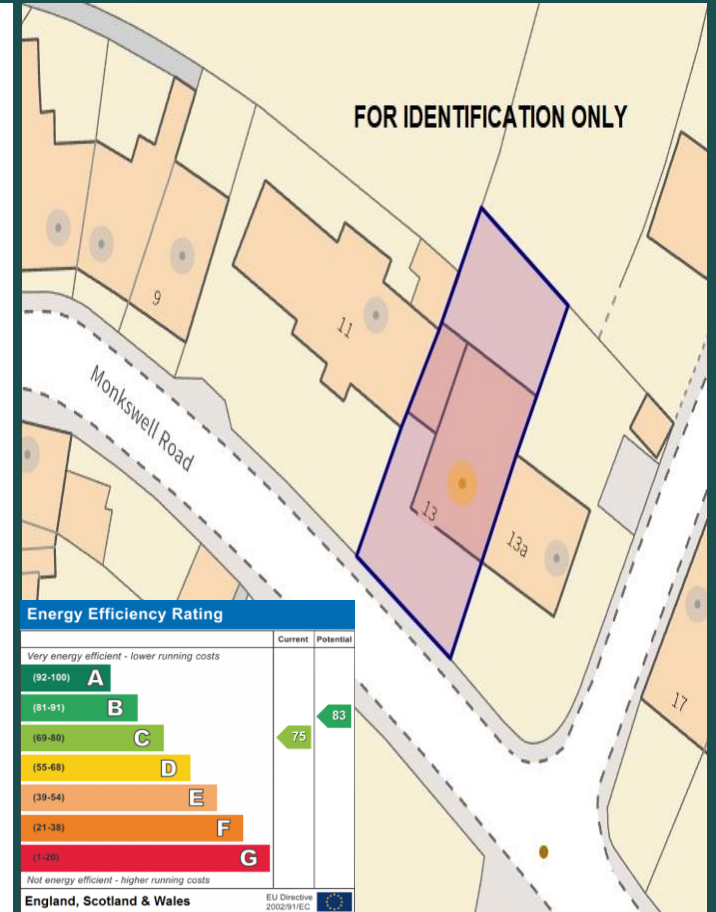 FOR IDENTIFICATION ONLY
9
11
Monkswell Road
13
13a
17
Energy Efficiency Rating
Current Potential
Very energy efficient - lower running costs
(92-100) A
(81-91) B
83
(69-80) C
75
(55-68) D
(39-54) E
(21-38) F
(1-20) G
Not energy efficient - higher running costs
England, Scotland & Wales
EU Directive
2002/91/EC